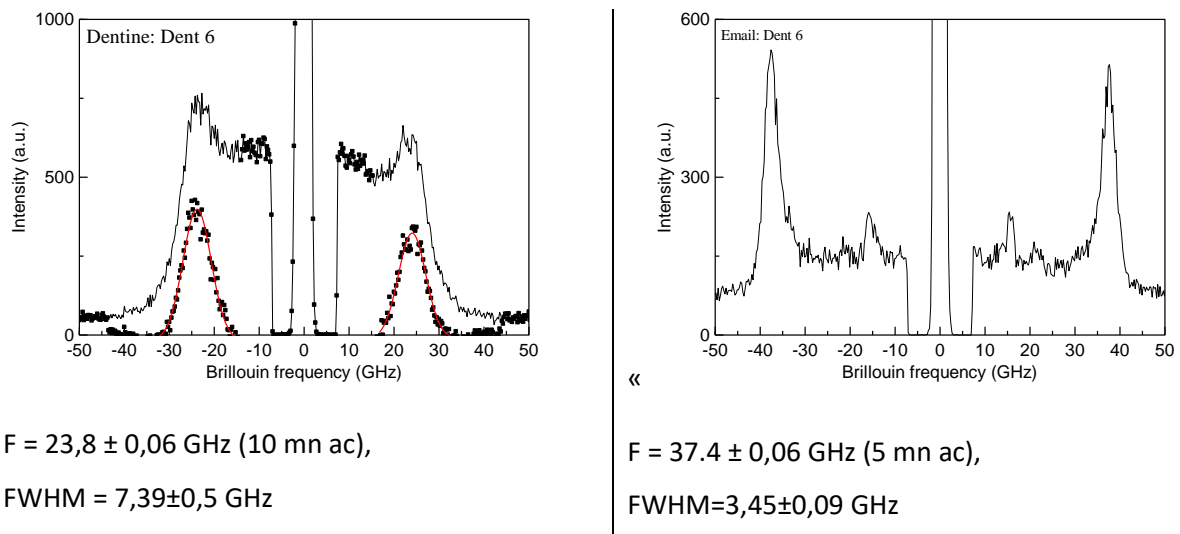 Dentine: Dent 6
1000
500
0
Intensity (a.u.)
-50 -40 -30 -20 -10 0 10 20 30 40 50
Brillouin frequency (GHz)
F = 23,8 ± 0,06 GHz (10 mn ac),
FWHM = 7,39±0,5 GHz
Email: Dent 6
600
300
0
Intensity (a.u.)
-50 -40 -30 -20 -10 0 10 20 30 40 50
Brillouin frequency (GHz)
«
F = 37.4 ± 0,06 GHz (5 mn ac),
FWHM=3,45±0,09 GHz